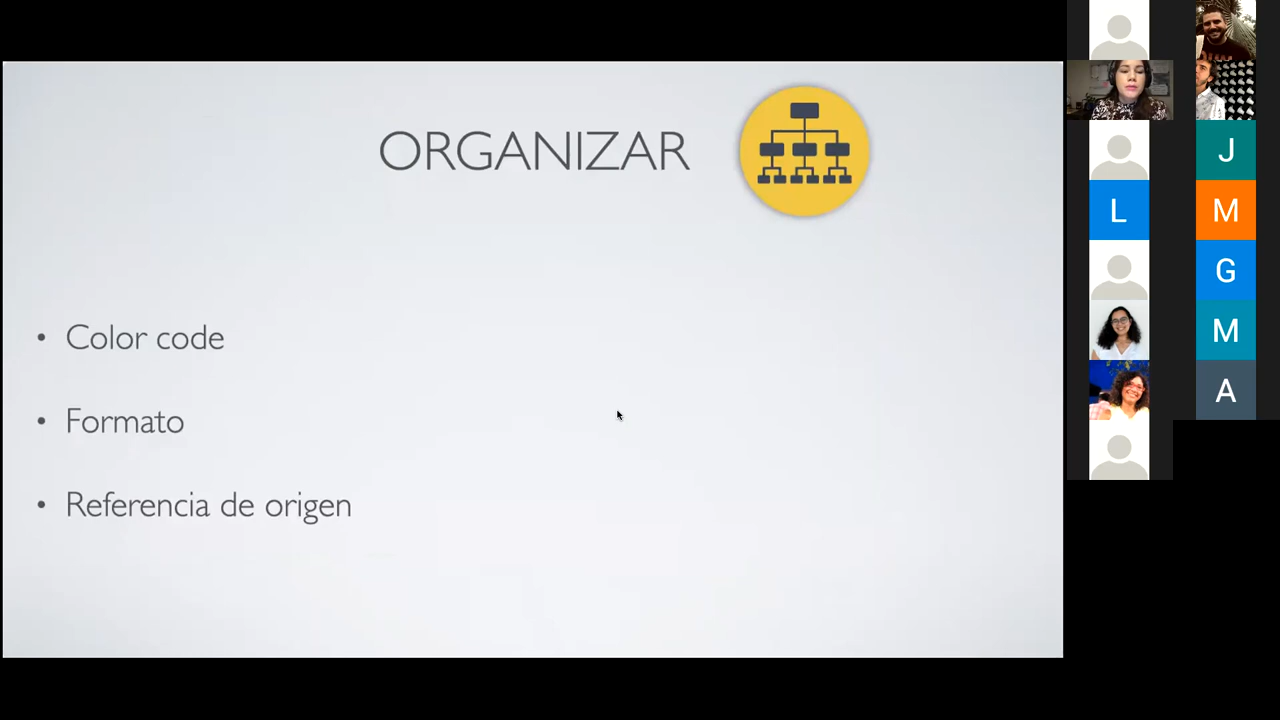 ORGANIZAR
• Color code
• Formato
• Referencia de origen
J
L
M
G
M
A